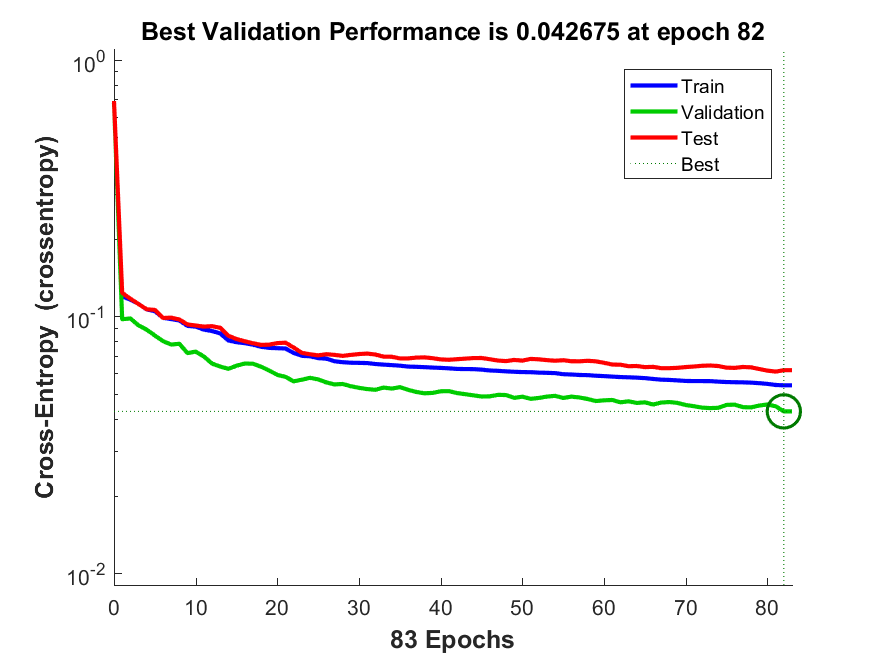 Best Validation Performance is 0.042675 at epoch 82
10^0
Train
Validation
Test
Best
Cross-Entropy (crossentropy)
10^-1
10^-2
0 10 20 30 40 50 60 70 80
83 Epochs